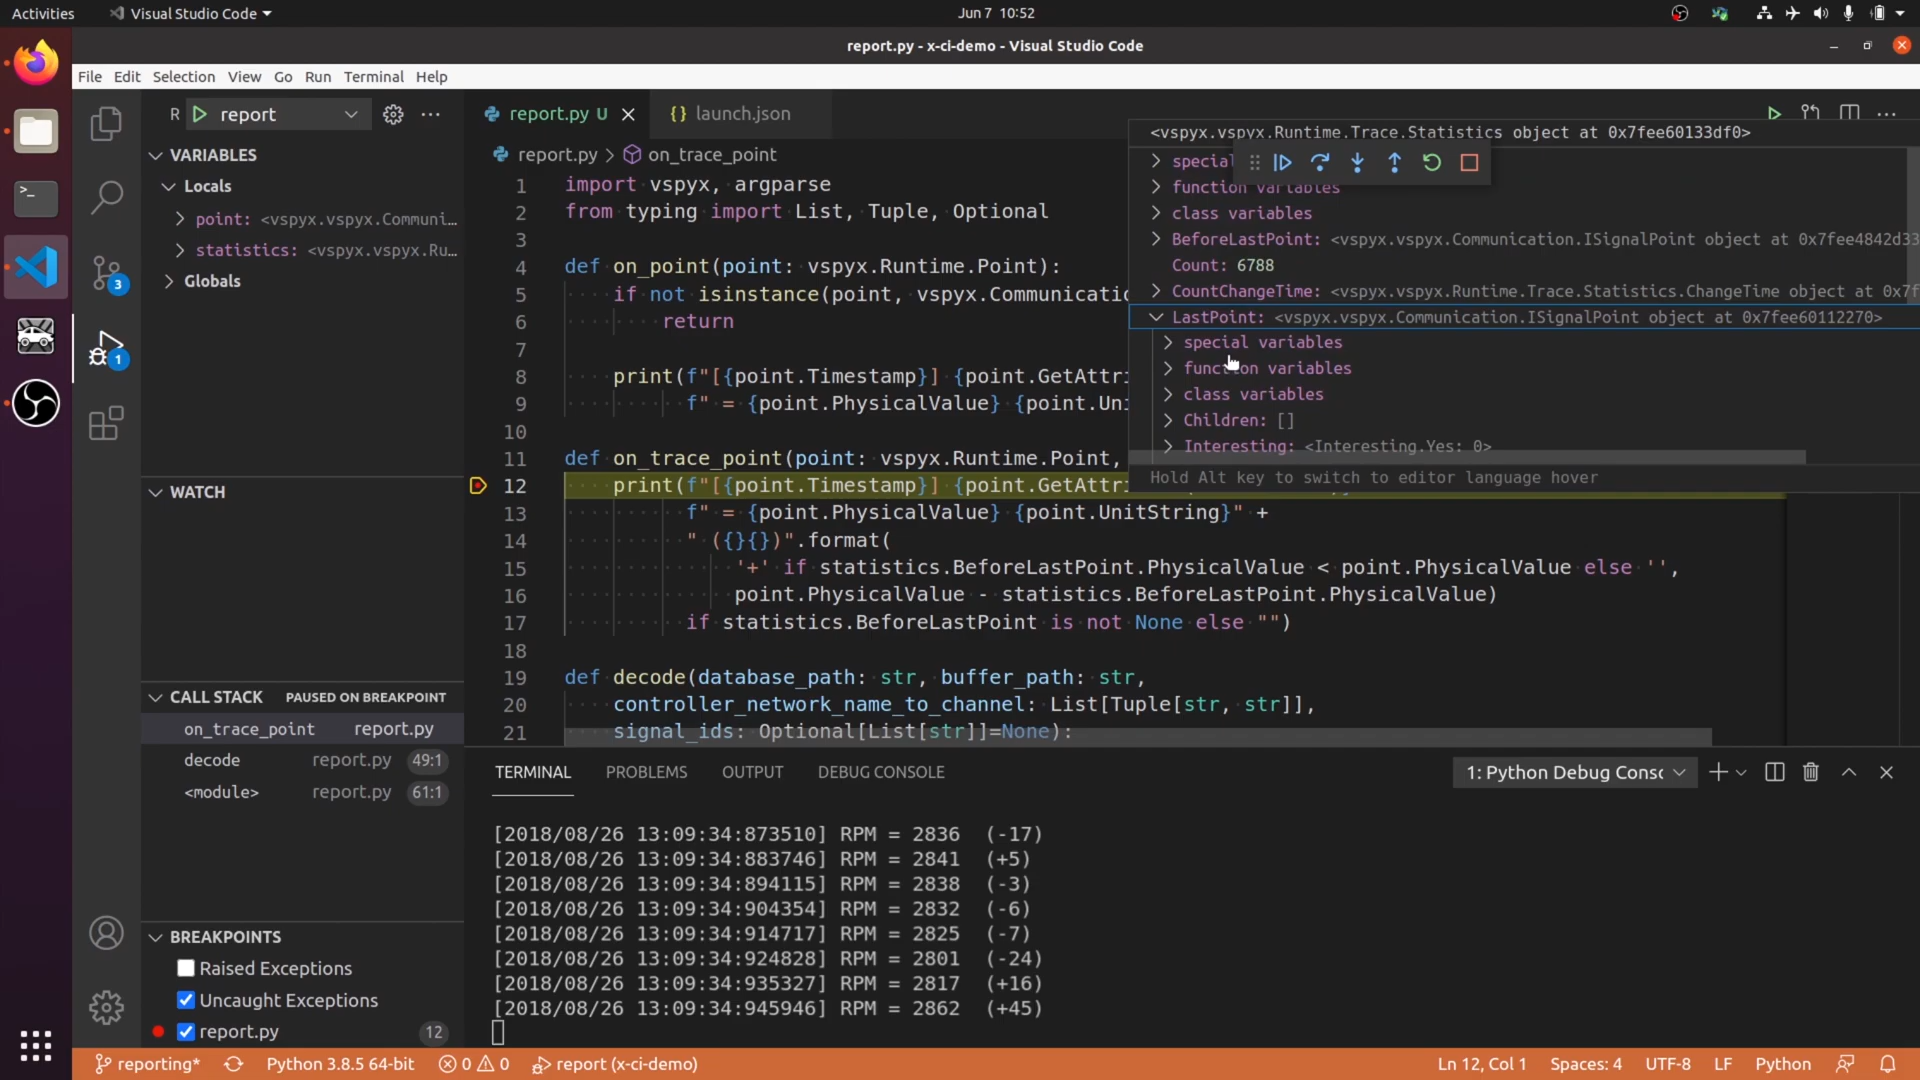 Activities
Visual Studio Code
Jun 7 10:52
report.py - x-ci-demo - Visual Studio Code
File Edit Selection View Go Run Terminal Help
R report
report.py U
{} launch.json
report.py > on_trace_point
VARIABLES
Locals
point: <vspyx.vspyx.Communi...
statistics: <vspyx.vspyx.Ru...
Globals
WATCH
CALL STACK PAUSED ON BREAKPOINT
on_trace_point report.py
decode report.py 49:1
<module> report.py 61:1
BREAKPOINTS
Raised Exceptions
Uncaught Exceptions
report.py 12
3
1
1 import vspyx, argparse
2 from typing import List, Tuple, Optional
3
4 def on_point(point: vspyx.Runtime.Point):
5 if not isinstance(point, vspyx.Communicatio
6 return
7
8 print(f"[{point.Timestamp}] {point.GetAttri
9 f" = {point.PhysicalValue} {point.Uni
10
11 def on_trace_point(point: vspyx.Runtime.Point,
12 print(f"[{point.Timestamp}] {point.GetAttri
13 f" = {point.PhysicalValue} {point.UnitString}" +
14 " ({}{})".format(
15 '+' if statistics.BeforeLastPoint.PhysicalValue < point.PhysicalValue else '',
16 point.PhysicalValue - statistics.BeforeLastPoint.PhysicalValue)
17 if statistics.BeforeLastPoint is not None else "")
18
19 def decode(database_path: str, buffer_path: str,
20 controller_network_name_to_channel: List[Tuple[str, str]],
21 signal_ids: Optional[List[str]]=None):
<vspyx.vspyx.Runtime.Trace.Statistics object at 0x7fee60133df0>
special
function variables
class variables
BeforeLastPoint: <vspyx.vspyx.Communication.ISignalPoint object at 0x7fee4842d33
Count: 6788
CountChangeTime: <vspyx.vspyx.Runtime.Trace.Statistics.ChangeTime object at 0x7f
LastPoint: <vspyx.vspyx.Communication.ISignalPoint object at 0x7fee60112270>
special variables
function variables
class variables
Children: []
Interesting: <Interesting.Yes: 0>
Hold Alt key to switch to editor language hover
TERMINAL PROBLEMS OUTPUT DEBUG CONSOLE
1: Python Debug Consc
[2018/08/26 13:09:34:873510] RPM = 2836 (-17)
[2018/08/26 13:09:34:883746] RPM = 2841 (+5)
[2018/08/26 13:09:34:894115] RPM = 2838 (-3)
[2018/08/26 13:09:34:904354] RPM = 2832 (-6)
[2018/08/26 13:09:34:914717] RPM = 2825 (-7)
[2018/08/26 13:09:34:924828] RPM = 2801 (-24)
[2018/08/26 13:09:34:935327] RPM = 2817 (+16)
[2018/08/26 13:09:34:945946] RPM = 2862 (+45)
reporting* Python 3.8.5 64-bit 0 0 report (x-ci-demo)
Ln 12, Col 1 Spaces: 4 UTF-8 LF Python